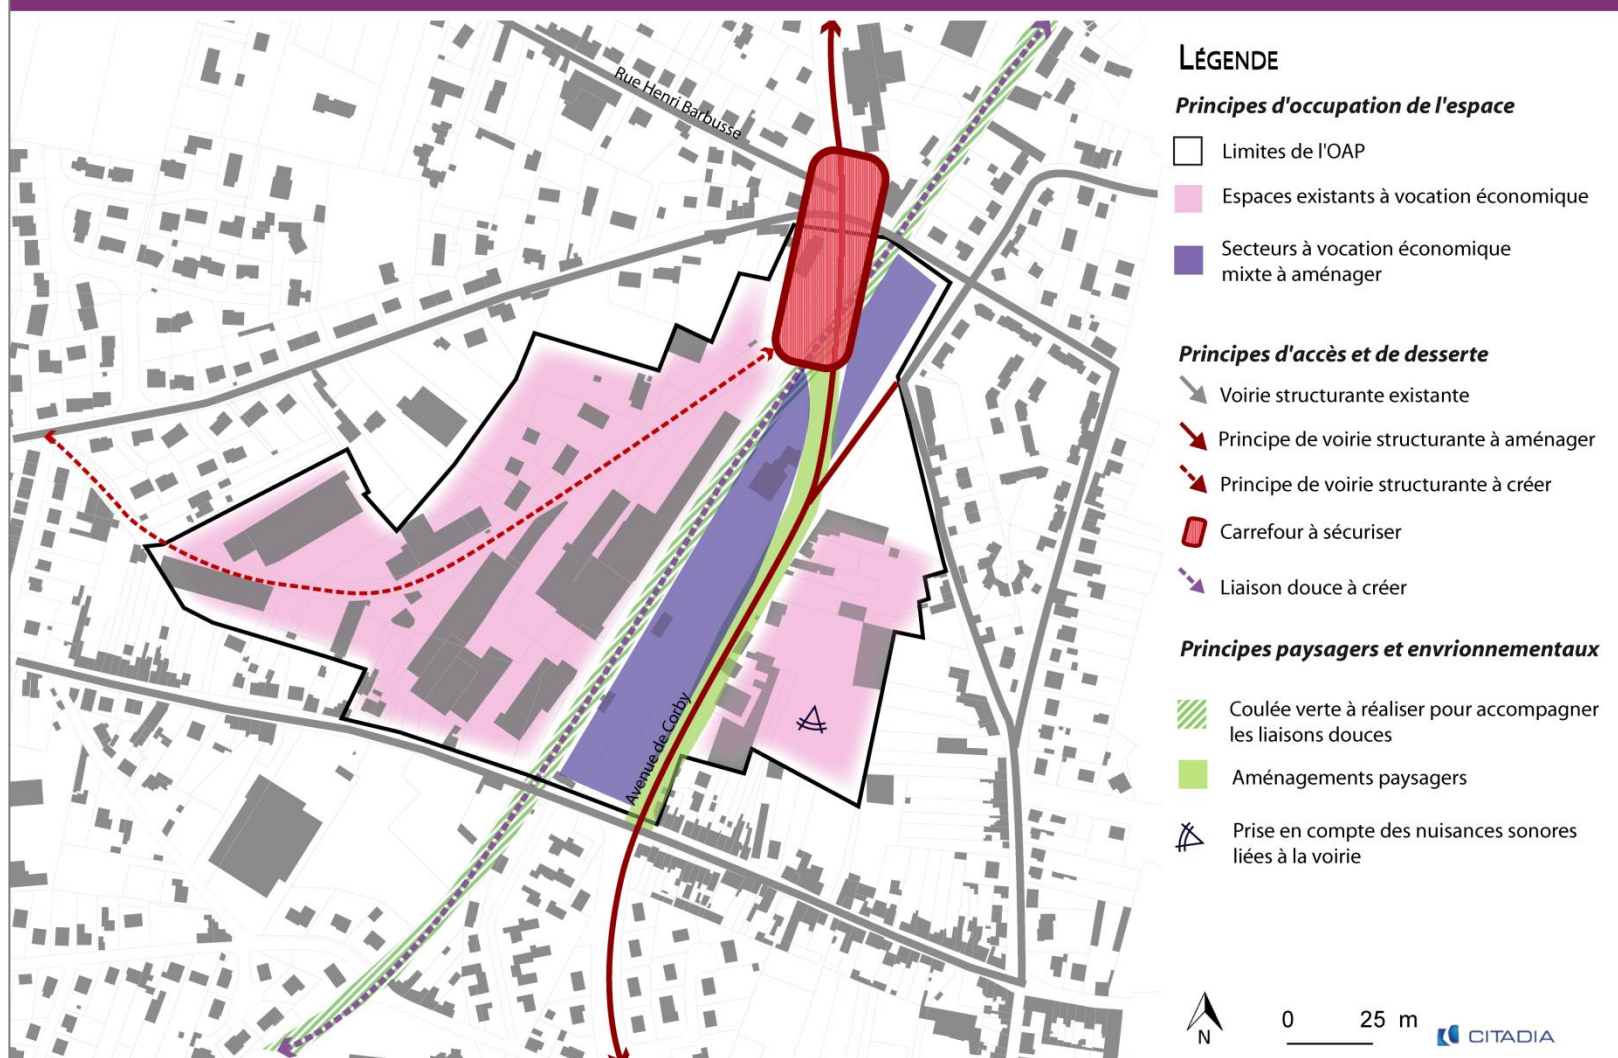 Rue Henri Barbusse
Avenue de Corby
LÉGENDE
Principes d'occupation de l'espace
Limites de l'OAP
Espaces existants à vocation économique
Secteurs à vocation économique
mixte à aménager
Principes d'accès et de desserte
Voirie structurante existante
Principe de voirie structurante à aménager
Principe de voirie structurante à créer
Carrefour à sécuriser
Liaison douce à créer
Principes paysagers et envrionnementaux
Coulée verte à réaliser pour accompagner
les liaisons douces
Aménagements paysagers
Prise en compte des nuisances sonores
liées à la voirie
N
0 25 m
CITADIA